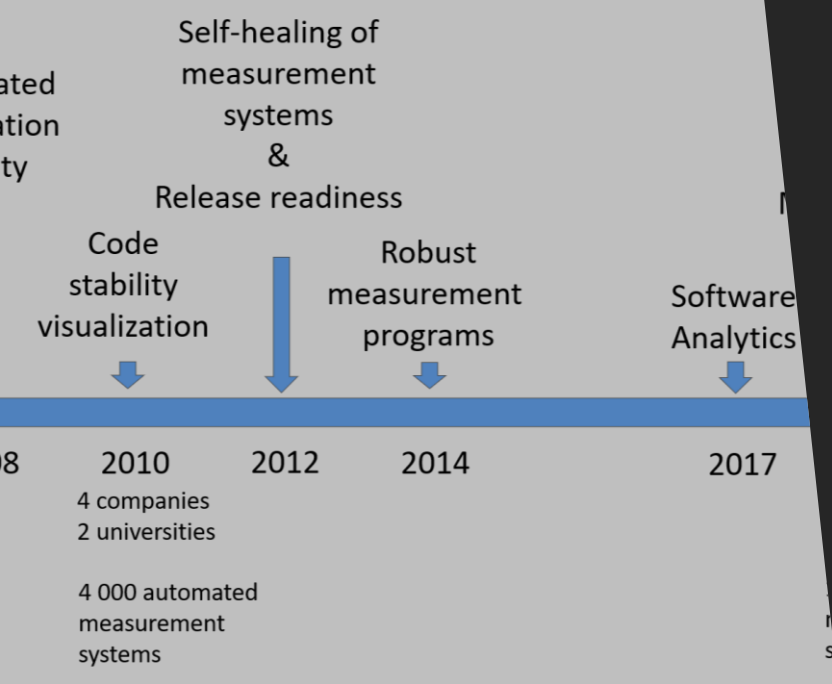 Self-healing of
measurement
systems
&
Release readiness
ated
ation
ty
Code
stability
visualization
Robust
measurement
programs
Software
Analytics
8
2010
2012
2014
2017
4 companies
2 universities
4 000 automated
measurement
systems